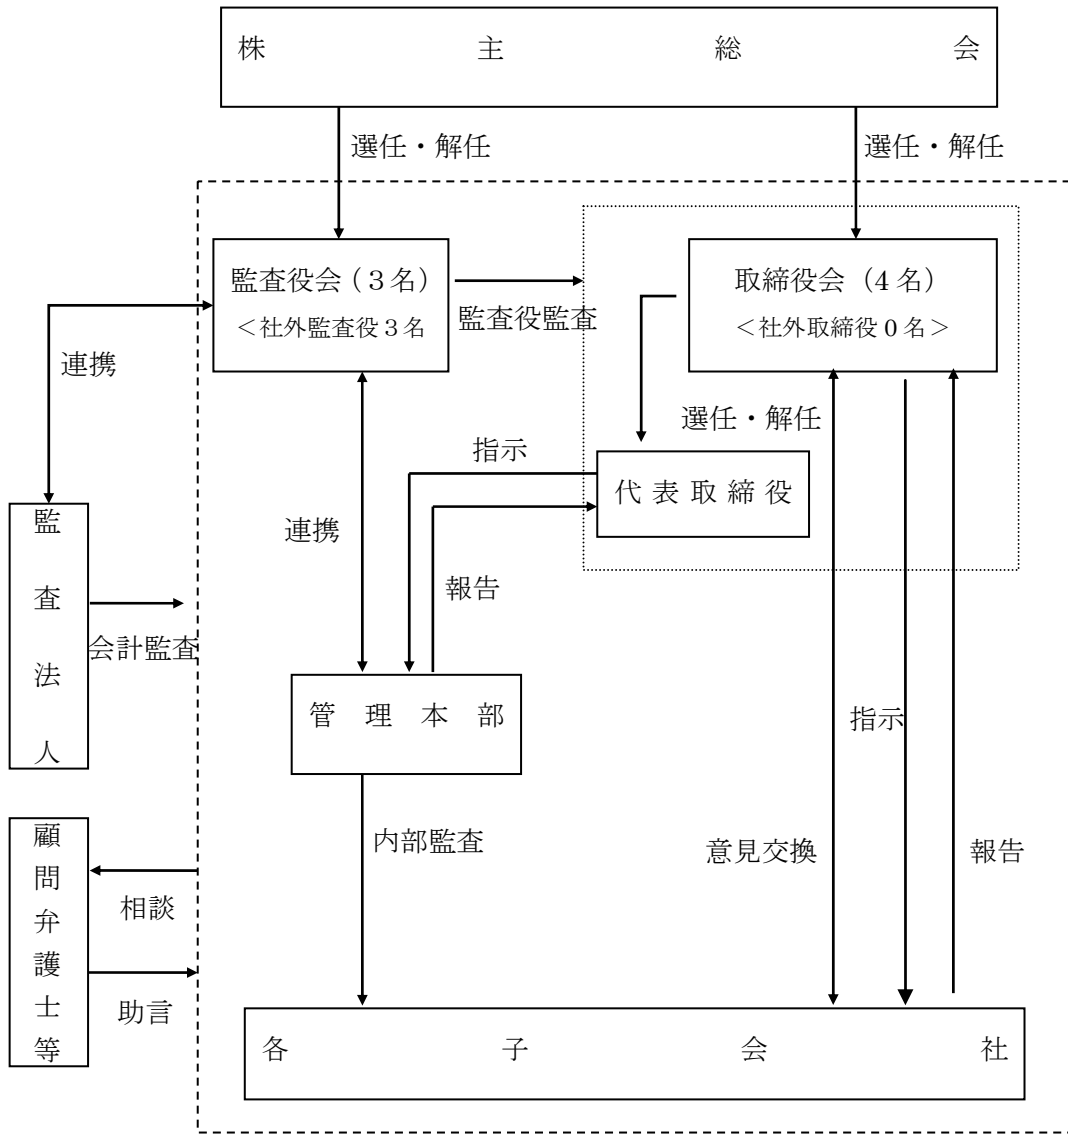 株主総会
選任・解任
選任・解任
監査役会(3名)
＜社外監査役3名
監査役監査
取締役会(4名)
＜社外取締役0名＞
連携
選任・解任
指示
代表取締役
監査法人
連携
報告
会計監査
管理本部
指示
顧問弁護士等
内部監査
意見交換
報告
相談
助言
各子会社